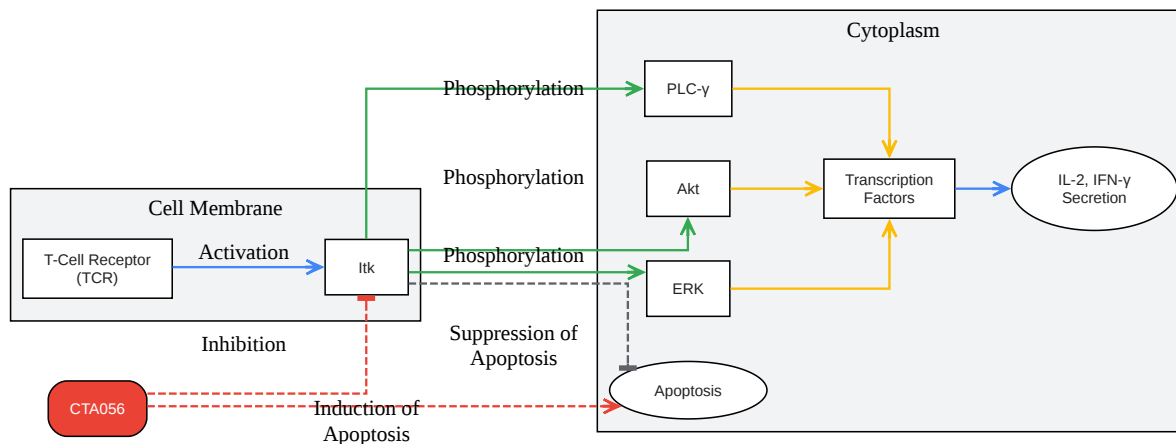 Cytoplasm
Phosphorylation
PLC-γ
Phosphorylation
Akt
Transcription
Factors
IL-2, IFN-γ
Secretion
Cell Membrane
T-Cell Receptor
(TCR)
Activation
Itk
Phosphorylation
ERK
Inhibition
Suppression of
Apoptosis
Apoptosis
CTA056
Induction of
Apoptosis